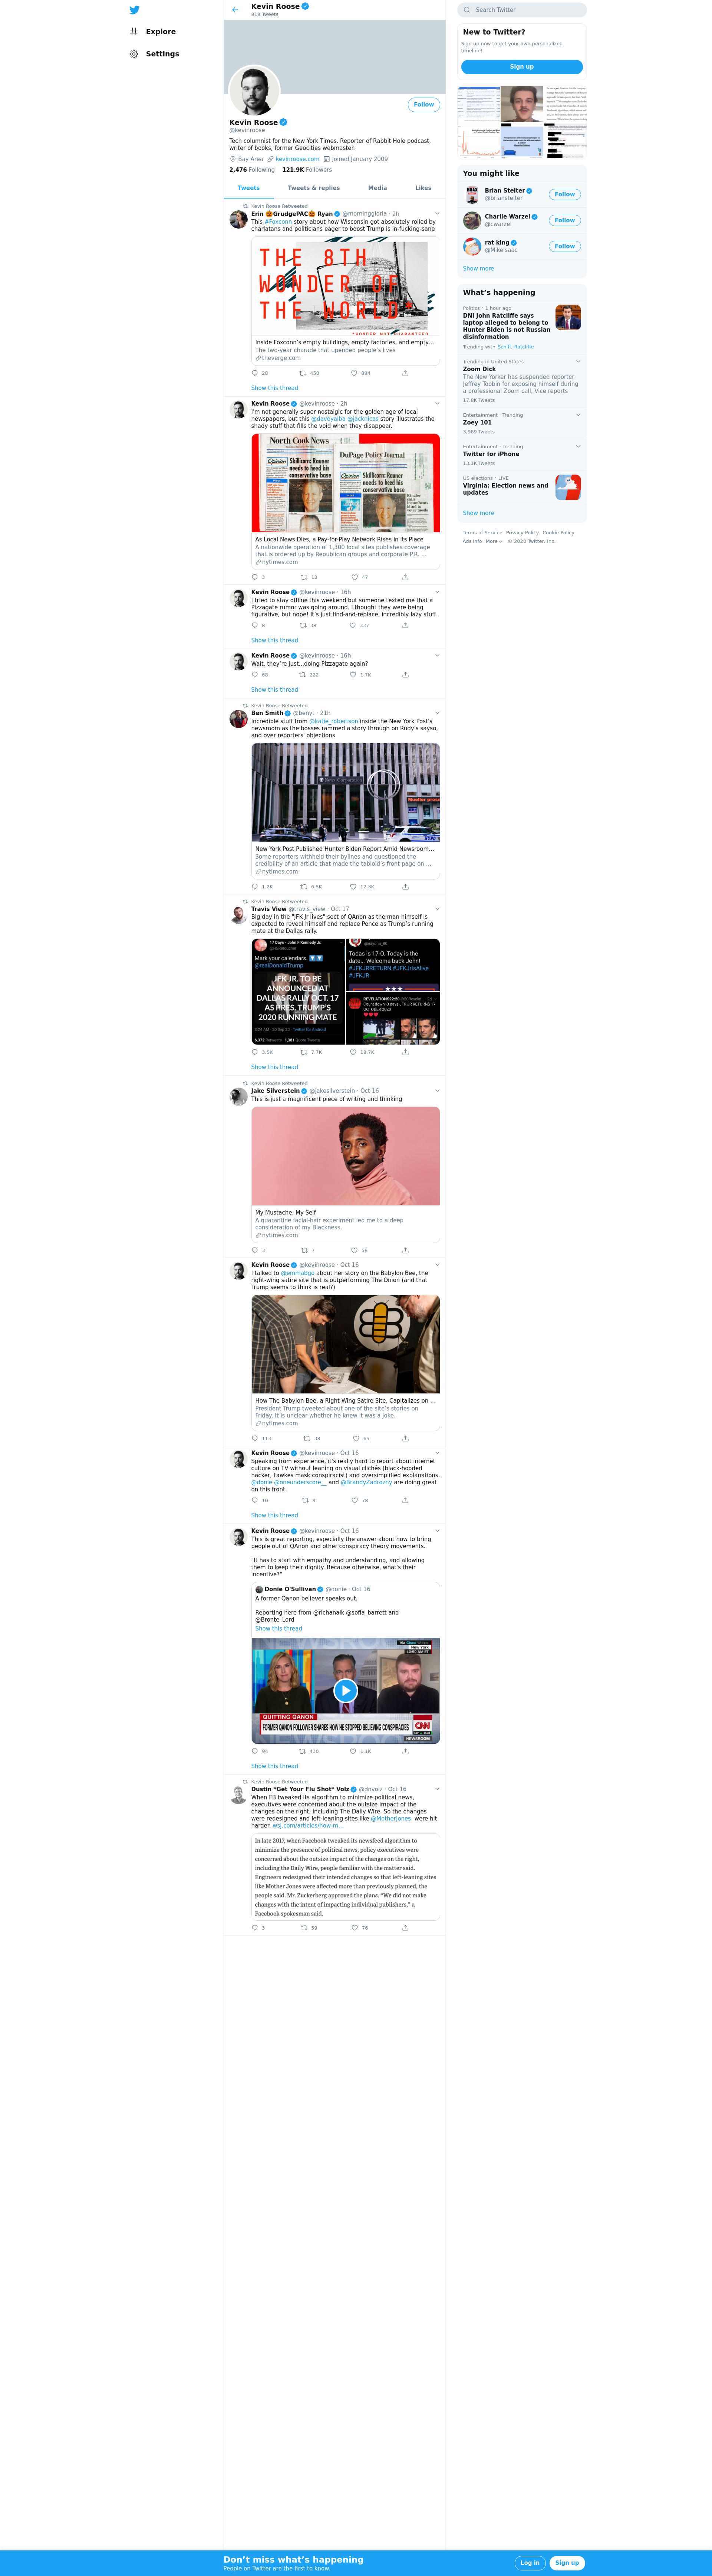 Explore
Settings
Kevin Roose
819 Tweets
Follow
Kevin Roose
@kevinroose
Tech columnist for the New York Times. Reporter of Rabbit Hole podcast,
writer of books, former Geocities webmaster.
Bay Area kevinroose.com Joined January 2009
2,476 Following 121.9K Followers
Tweets Tweets & replies Media Likes
Kevin Roose Retweeted
Erin 🎃GrudgePAC🎃 Ryan @morninggloria · 2h
This #Foxconn story about how Wisconsin got absolutely rolled by
charlatans and politicians eager to boost Trump is in-fucking-sane
THE 8TH
WONDER OF
THE WORLD*
*WONDER NOT GUARANTEED
Inside Foxconn's empty buildings, empty factories, and empty...
The two-year charade that upended people's lives
theverge.com
28 450 884
Show this thread
Kevin Roose @kevinroose · 2h
I'm not generally super nostalgic for the golden age of local
newspapers, but this @daveyalba @jacknicas story illustrates the
shady stuff that fills the void when they disappear.
North Cook News
DuPage Policy Journal
Opinion
Skillicorn: Rauner
needs to heed his
conservative base
Opinion
Skillicorn: Rauner
needs to heed his
conservative base
As Local News Dies, a Pay-for-Play Network Rises in Its Place
A nationwide operation of 1,300 local sites publishes coverage
that is ordered up by Republican groups and corporate P.R. ...
nytimes.com
3 13 47
Kevin Roose @kevinroose · 16h
I tried to stay offline this weekend but someone texted me that a
Pizzagate rumor was going around. I thought they were being
figurative, but nope! It's just find-and-replace, incredibly lazy stuff.
8 38 337
Show this thread
Kevin Roose @kevinroose · 16h
Wait, they're just...doing Pizzagate again?
68 222 1.7K
Show this thread
Kevin Roose Retweeted
Ben Smith @benyt · 21h
Incredible stuff from @katie_robertson inside the New York Post's
newsroom as the bosses rammed a story through on Rudy's sayso,
and over reporters' objections
New York Post Published Hunter Biden Report Amid Newsroom...
Some reporters withheld their bylines and questioned the
credibility of an article that made the tabloid's front page on ...
nytimes.com
1.2K 6.5K 12.3K
Kevin Roose Retweeted
Travis View @travis_view · Oct 17
Big day in the "JFK Jr lives" sect of QAnon as the man himself is
expected to reveal himself and replace Pence as Trump's running
mate at the Dallas rally.
17 Days - John F Kennedy Jr.
Mark your calendars.
@realDonaldTrump
JFK JR. TO BE
ANNOUNCED AT
DALLAS RALLY OCT. 17
AS PRES. TRUMP'S
2020 RUNNING MATE
Twitter for Android
6,372 Retweets 1,581 Quote Tweets
Todas is 17-0. Today is the
date... Welcome back John!
#JFKJRRETURN #JFKJrIsAlive
#JFKJR
Count down. 9 days JFK JR RETURNS 17
OCTOBER 2020
3.5K 7.7K 18.7K
Show this thread
Kevin Roose Retweeted
Jake Silverstein @jakesilverstein · Oct 16
This is just a magnificent piece of writing and thinking
My Mustache, My Self
A quarantine facial-hair experiment led me to a deep
consideration of my Blackness.
nytimes.com
3 7 58
Kevin Roose @kevinroose · Oct 16
I talked to @emmabgo about her story on the Babylon Bee, the
right-wing satire site that is outperforming The Onion (and that
Trump seems to think is real?)
How The Babylon Bee, a Right-Wing Satire Site, Capitalizes on ...
President Trump tweeted about one of the site's stories on
Friday. It is unclear whether he knew it was a joke.
nytimes.com
113 38 65
Kevin Roose @kevinroose · Oct 16
Speaking from experience, it's really hard to report about internet
culture on TV without leaning on visual clichés (black-hooded
hacker, Fawkes mask conspiracist) and oversimplified explanations.
@donie @oneunderscore__ and @BrandyZadrozny are doing great
on this front.
10 9 78
Show this thread
Kevin Roose @kevinroose · Oct 16
This is great reporting, especially the answer about how to bring
people out of QAnon and other conspiracy theory movements.
"It has to start with empathy and understanding, and allowing
them to keep their dignity. Because otherwise, what's their
incentive?"
Donie O'Sullivan @donie · Oct 16
A former Qanon believer speaks out.
Reporting here from @richanaik @sofia_barrett and
@Bronte_Lord
Show this thread
Via Cisco Webex
New York
QUITTING QANON
FORMER QANON FOLLOWER SHARES HOW HE STOPPED BELIEVING CONSPIRACIES
CNN
NEWSROOM
94 430 1.1K
Show this thread
Kevin Roose Retweeted
Dustin *Get Your Flu Shot* Volz @dnvolz · Oct 16
When FB tweaked its algorithm to minimize political news,
executives were concerned about the outsize impact of the
changes on the right, including The Daily Wire. So the changes
were redesigned and left-leaning sites like @MotherJones were hit
harder. wsj.com/articles/how-m...
In late 2017, when Facebook tweaked its newsfeed algorithm to
minimize the presence of political news, policy executives were
concerned about the outsize impact of the changes on the right,
including the Daily Wire, people familiar with the matter said.
Engineers redesigned their intended changes so that left-leaning sites
like Mother Jones were affected more than previously planned, the
people said. Mr. Zuckerberg approved the plans. "We did not make
changes with the intent of impacting individual publishers," a
Facebook spokesman said.
3 59 76
Search Twitter
New to Twitter?
Sign up now to get your own personalized
timeline!
Sign up
You might like
Brian Stelter
@brianstelter
Follow
Charlie Warzel
@cwarzel
Follow
rat king
@MikeIsaac
Follow
Show more
What's happening
Politics · 1 hour ago
DNI John Ratcliffe says
laptop alleged to belong to
Hunter Biden is not Russian
disinformation
Trending with Schiff, Ratcliffe
Trending in United States
Zoom Dick
The New Yorker has suspended reporter
Jeffrey Toobin for exposing himself during
a professional Zoom call, Vice reports
17.8K Tweets
Entertainment · Trending
Zoey 101
3,989 Tweets
Entertainment · Trending
Twitter for iPhone
13.1K Tweets
US elections · LIVE
Virginia: Election news and
updates
Show more
Terms of Service Privacy Policy Cookie Policy
Ads info More © 2020 Twitter, Inc.
Don't miss what's happening
People on Twitter are the first to know.
Log in
Sign up